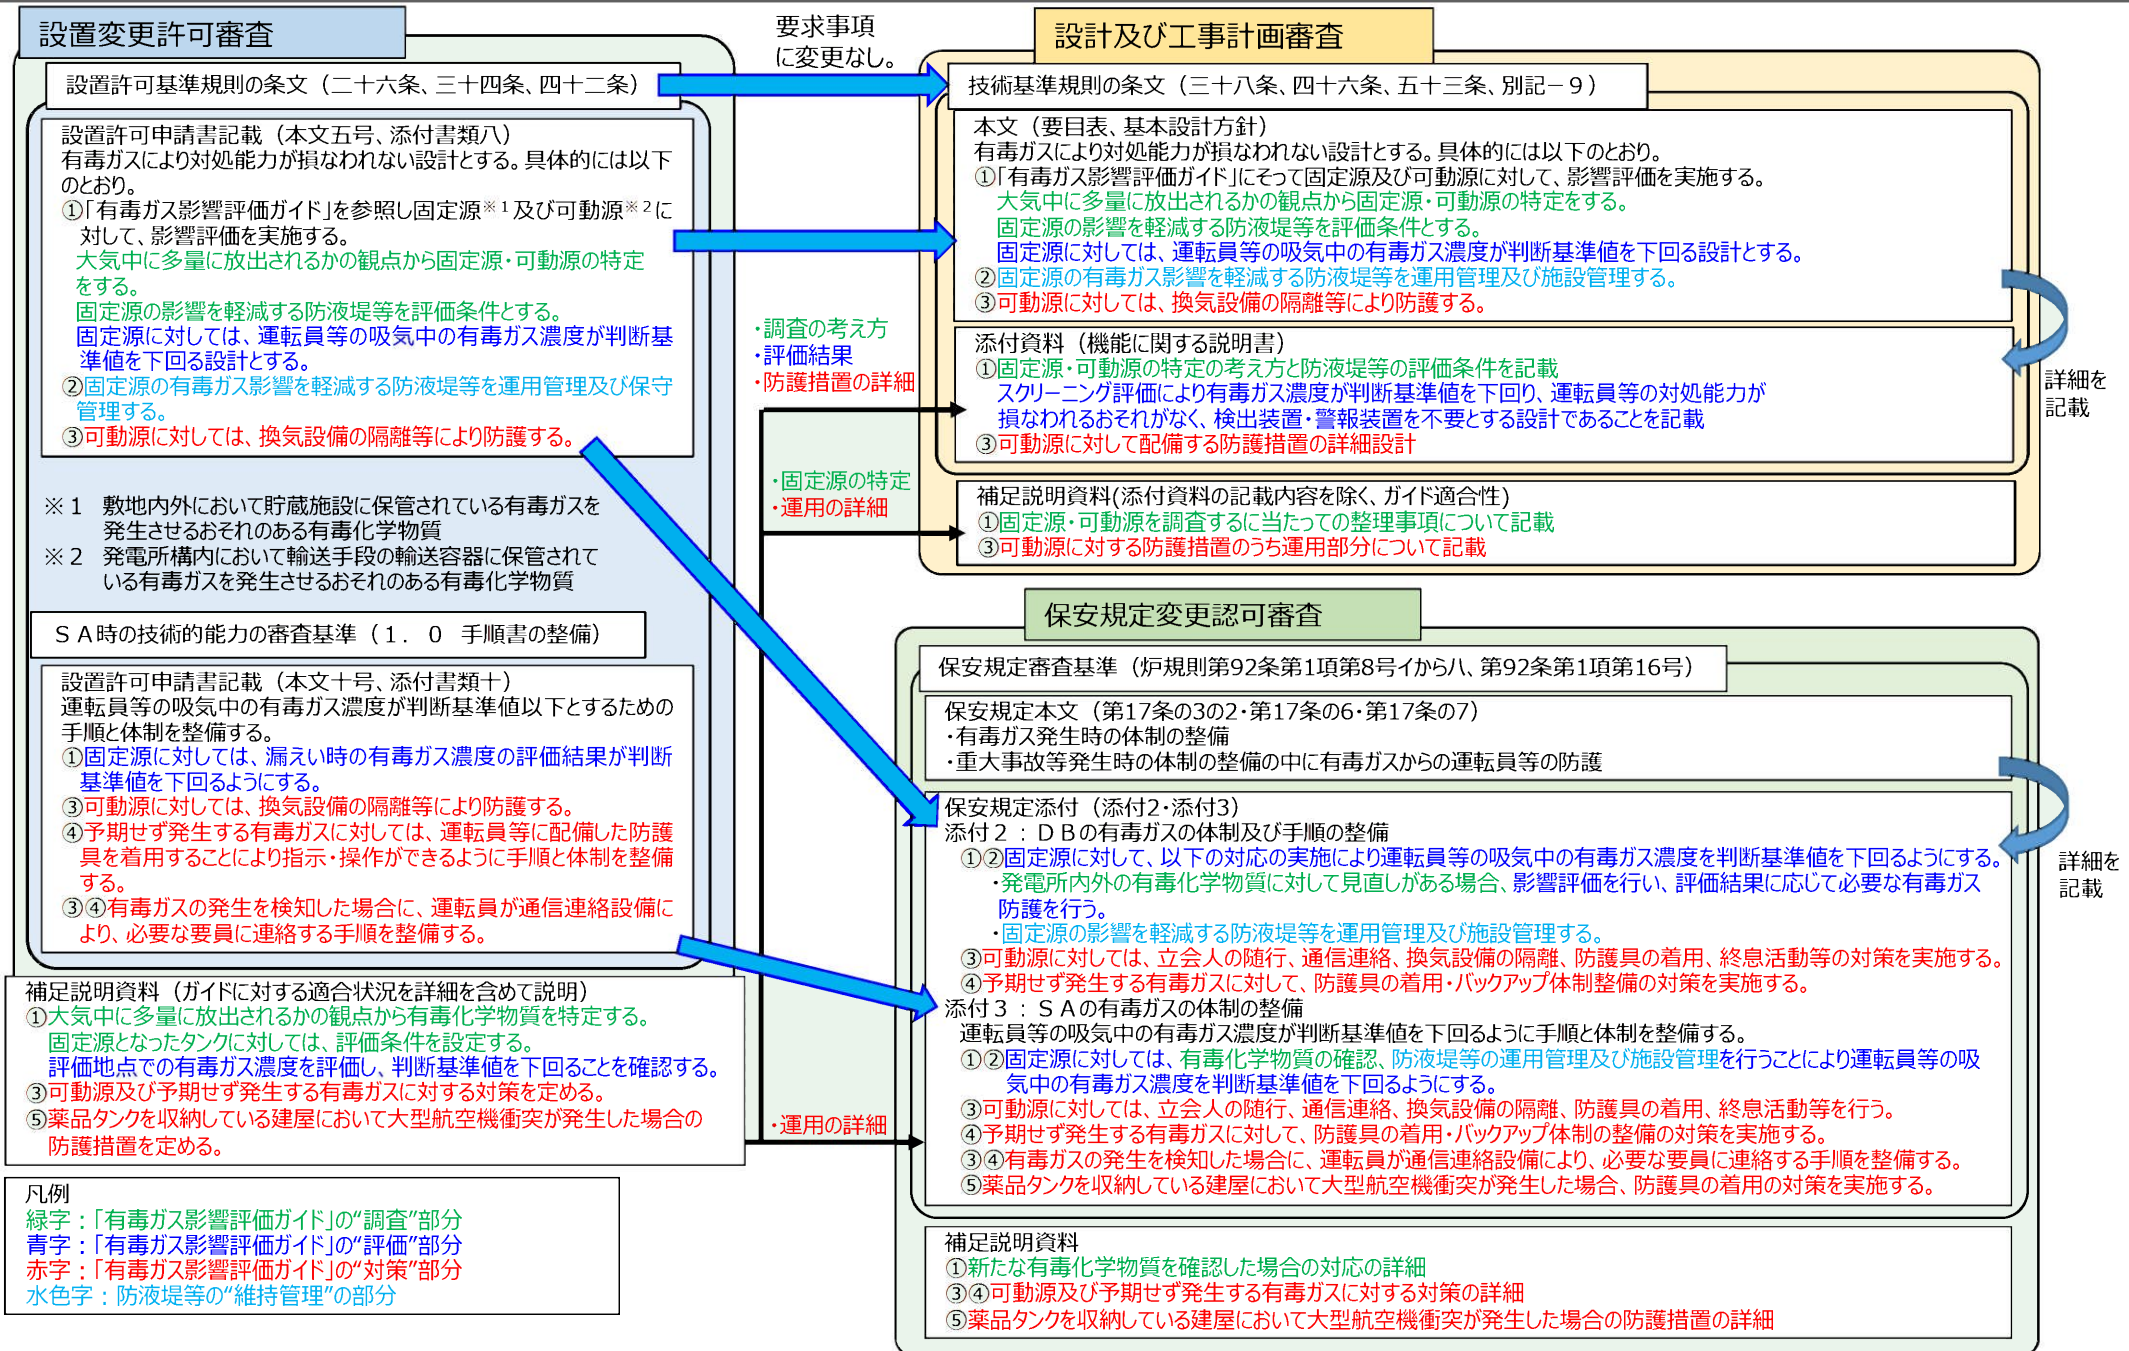 設置変更許可審査
設置許可基準規則の条文（二十六条、三十四条、四十二条）
設置許可申請書記載（本文五号、添付書類八）
有毒ガスにより対処能力が損なわれない設計とする。具体的には以下
のとおり。
①「有毒ガス影響評価ガイド」を参照し固定源※1及び可動源※2に
対して、影響評価を実施する。
大気中に多量に放出されるかの観点から固定源・可動源の特定
をする。
固定源の影響を軽減する防液堤等を評価条件とする。
固定源に対しては、運転員等の吸気中の有毒ガス濃度が判断基
準値を下回る設計とする。
②固定源の有毒ガス影響を軽減する防液堤等を運用管理及び保守
管理する。
③可動源に対しては、換気設備の隔離等により防護する。
※１　敷地内外において貯蔵施設に保管されている有毒ガスを
発生させるおそれのある有毒化学物質
※２　発電所構内において輸送手段の輸送容器に保管されて
いる有毒ガスを発生させるおそれのある有毒化学物質
ＳＡ時の技術的能力の審査基準（１．０　手順書の整備）
設置許可申請書記載（本文十号、添付書類十）
運転員等の吸気中の有毒ガス濃度が判断基準値以下とするための
手順と体制を整備する。
①固定源に対しては、漏えい時の有毒ガス濃度の評価結果が判断
基準値を下回るようにする。
③可動源に対しては、換気設備の隔離等により防護する。
④予期せず発生する有毒ガスに対しては、運転員等に配備した防護
具を着用することにより指示・操作ができるように手順と体制を整備
する。
③④有毒ガスの発生を検知した場合に、運転員が通信連絡設備に
より、必要な要員に連絡する手順を整備する。
補足説明資料（ガイドに対する適合状況を詳細を含めて説明）
①大気中に多量に放出されるかの観点から有毒化学物質を特定する。
固定源となったタンクに対しては、評価条件を設定する。
評価地点での有毒ガス濃度を評価し、判断基準値を下回ることを確認する。
③可動源及び予期せず発生する有毒ガスに対する対策を定める。
⑤薬品タンクを収納している建屋において大型航空機衝突が発生した場合の
防護措置を定める。
凡例
緑字：「有毒ガス影響評価ガイド」の“調査”部分
青字：「有毒ガス影響評価ガイド」の“評価”部分
赤字：「有毒ガス影響評価ガイド」の“対策”部分
水色字：防液堤等の“維持管理”の部分
要求事項
に変更なし。
・調査の考え方
・評価結果
・防護措置の詳細
・固定源の特定
・運用の詳細
・運用の詳細
設計及び工事計画審査
技術基準規則の条文（三十八条、四十六条、五十三条、別記－９）
本文（要目表、基本設計方針）
有毒ガスにより対処能力が損なわれない設計とする。具体的には以下のとおり。
①「有毒ガス影響評価ガイド」にそって固定源及び可動源に対して、影響評価を実施する。
大気中に多量に放出されるかの観点から固定源・可動源の特定をする。
固定源の影響を軽減する防液堤等を評価条件とする。
固定源に対しては、運転員等の吸気中の有毒ガス濃度が判断基準値を下回る設計とする。
②固定源の有毒ガス影響を軽減する防液堤等を運用管理及び施設管理する。
③可動源に対しては、換気設備の隔離等により防護する。
添付資料（機能に関する説明書）
①固定源・可動源の特定の考え方と防液堤等の評価条件を記載
スクリーニング評価により有毒ガス濃度が判断基準値を下回り、運転員等の対処能力が
損なわれるおそれがなく、検出装置・警報装置を不要とする設計であることを記載
③可動源に対して配備する防護措置の詳細設計
詳細を
記載
補足説明資料(添付資料の記載内容を除く、ガイド適合性)
①固定源・可動源を調査するに当たっての整理事項について記載
③可動源に対する防護措置のうち運用部分について記載
保安規定変更認可審査
保安規定審査基準（炉規則第92条第1項第8号イからハ、第92条第1項第16号）
保安規定本文（第17条の3の2・第17条の6・第17条の7）
・有毒ガス発生時の体制の整備
・重大事故等発生時の体制の整備の中に有毒ガスからの運転員等の防護
保安規定添付（添付2・添付3）
添付２：ＤＢの有毒ガスの体制及び手順の整備
①②固定源に対して、以下の対応の実施により運転員等の吸気中の有毒ガス濃度を判断基準値を下回るようにする。
・発電所内外の有毒化学物質に対して見直しがある場合、影響評価を行い、評価結果に応じて必要な有毒ガス
防護を行う。
・固定源の影響を軽減する防液堤等を運用管理及び施設管理する。
③可動源に対しては、立会人の随行、通信連絡、換気設備の隔離、防護具の着用、終息活動等の対策を実施する。
④予期せず発生する有毒ガスに対して、防護具の着用・バックアップ体制整備の対策を実施する。
添付３：ＳＡの有毒ガスの体制の整備
運転員等の吸気中の有毒ガス濃度が判断基準値を下回るように手順と体制を整備する。
①②固定源に対しては、有毒化学物質の確認、防液堤等の運用管理及び施設管理を行うことにより運転員等の吸
気中の有毒ガス濃度を判断基準値を下回るようにする。
③可動源に対しては、立会人の随行、通信連絡、換気設備の隔離、防護具の着用、終息活動等を行う。
④予期せず発生する有毒ガスに対して、防護具の着用・バックアップ体制の整備の対策を実施する。
③④有毒ガスの発生を検知した場合に、運転員が通信連絡設備により、必要な要員に連絡する手順を整備する。
⑤薬品タンクを収納している建屋において大型航空機衝突が発生した場合、防護具の着用の対策を実施する。
詳細を
記載
補足説明資料
①新たな有毒化学物質を確認した場合の対応の詳細
③④可動源及び予期せず発生する有毒ガスに対する対策の詳細
⑤薬品タンクを収納している建屋において大型航空機衝突が発生した場合の防護措置の詳細